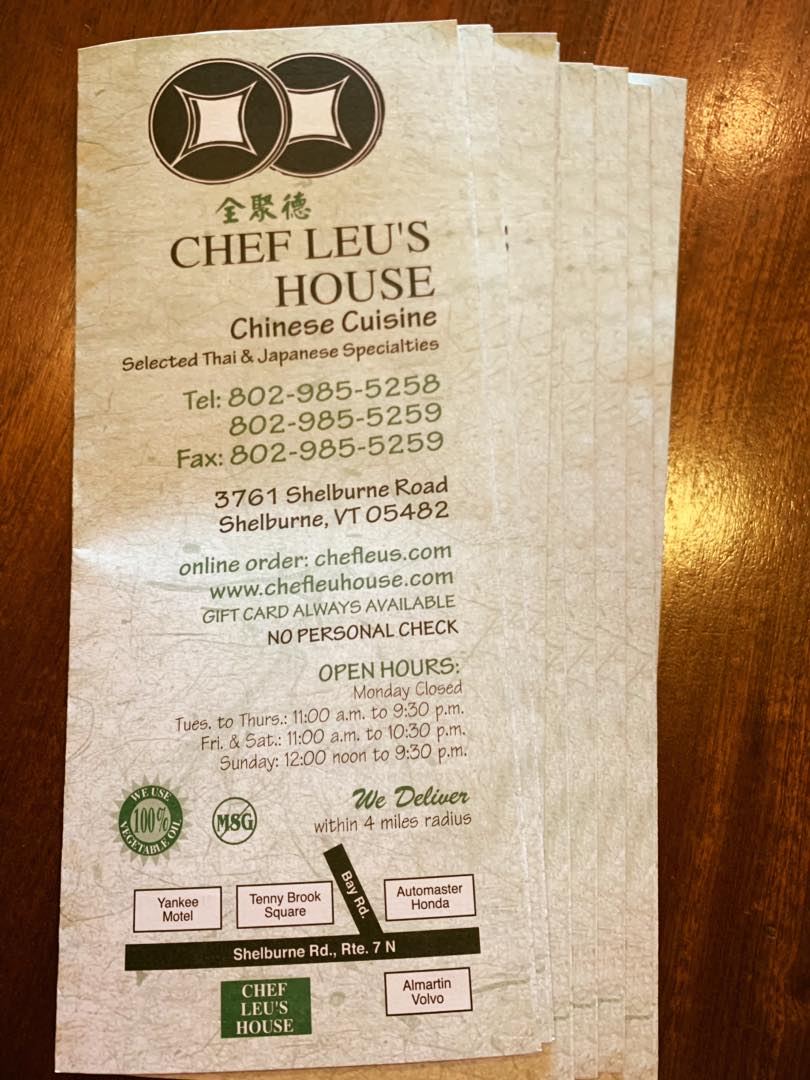 全聚德
CHEF LEU'S
HOUSE
Chinese Cuisine
Selected Thai & Japanese Specialties
Tel: 802-985-5258
802-985-5259
Fax: 802-985-5259
3761 Shelburne Road
Shelburne, VT 05482
online order: chefleus.com
www.chefleuhouse.com
GIFT CARD ALWAYS AVAILABLE
NO PERSONAL CHECK
OPEN HOURS:
Monday Closed
Tues. to Thurs.: 11:00 a.m. to 9:30 p.m.
Fri. & Sat.: 11:00 a.m. to 10:30 p.m.
Sunday: 12:00 noon to 9:30 p.m.
WE USE
100%
VEGETABLE OIL
MSG
We Deliver
within 4 miles radius
Yankee
Motel
Tenny Brook
Square
Bay Rd.
Automaster
Honda
Shelburne Rd., Rte. 7 N
CHEF
LEU'S
HOUSE
Almartin
Volvo